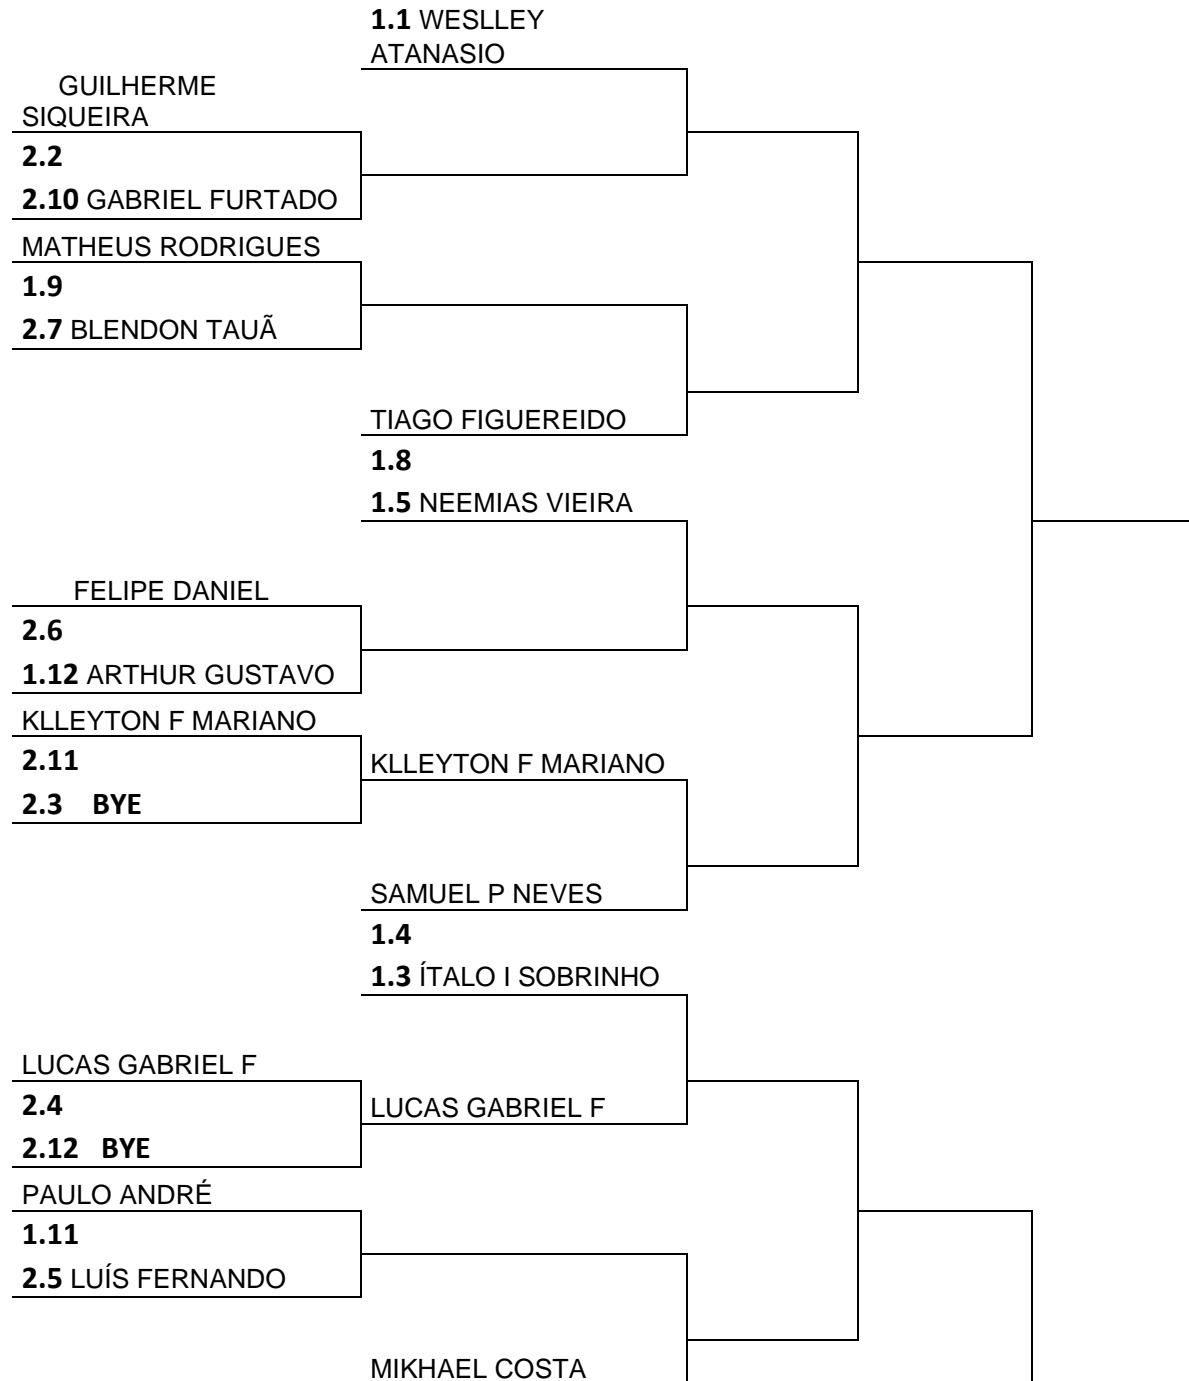 1.1 WESLLEY
ATANASIO
GUILHERME
SIQUEIRA
2.2
2.10 GABRIEL FURTADO
MATHEUS RODRIGUES
1.9
2.7 BLENDON TAUÃ
TIAGO FIGUEREIDO
1.8
1.5 NEEMIAS VIEIRA
FELIPE DANIEL
2.6
1.12 ARTHUR GUSTAVO
KLLEYTON F MARIANO
2.11
KLLEYTON F MARIANO
2.3 BYE
SAMUEL P NEVES
1.4
1.3 ÍTALO I SOBRINHO
LUCAS GABRIEL F
2.4
LUCAS GABRIEL F
2.12 BYE
PAULO ANDRÉ
1.11
2.5 LUÍS FERNANDO
MIKHAEL COSTA